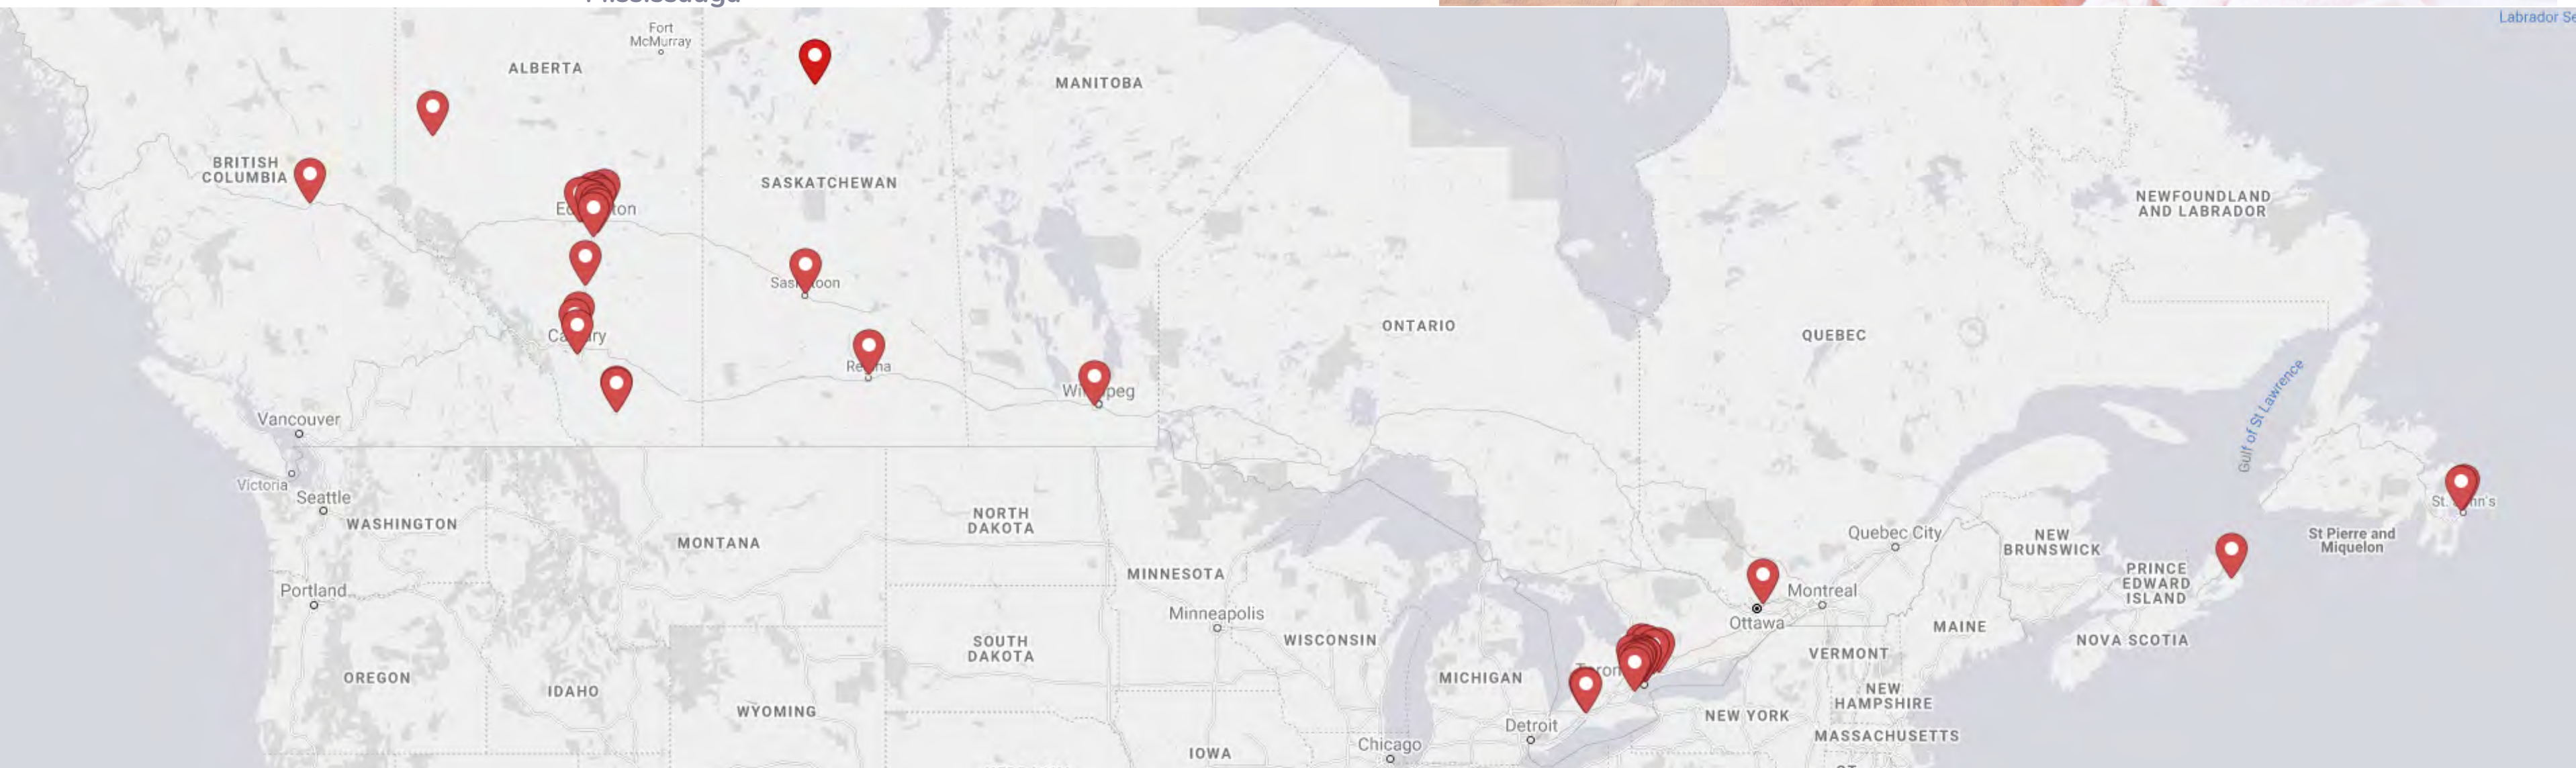 Mississauga
Labrador Se
Fort
McMurray
ALBERTA
MANITOBA
BRITISH
COLUMBIA
SASKATCHEWAN
NEWFOUNDLAND
AND LABRADOR
ONTARIO
QUEBEC
Gulf of St Lawrence
Vancouver
Victoria
Seattle
WASHINGTON
NORTH
DAKOTA
MONTANA
Quebec City
NEW
BRUNSWICK
St Pierre and
Miquelon
PRINCE
EDWARD
ISLAND
MINNESOTA
Portland
Montreal
Minneapolis
Ottawa
MAINE
NOVA SCOTIA
WISCONSIN
SOUTH
DAKOTA
VERMONT
OREGON
IDAHO
MICHIGAN
NEW
HAMPSHIRE
WYOMING
NEW YORK
Detroit
MASSACHUSETTS
IOWA
Chicago